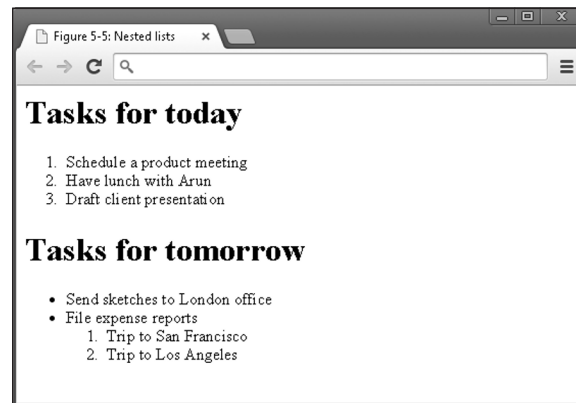 Figure 5-5: Nested lists
Tasks for today
1. Schedule a product meeting
2. Have lunch with Arun
3. Draft client presentation
Tasks for tomorrow
• Send sketches to London office
• File expense reports
1. Trip to San Francisco
2. Trip to Los Angeles